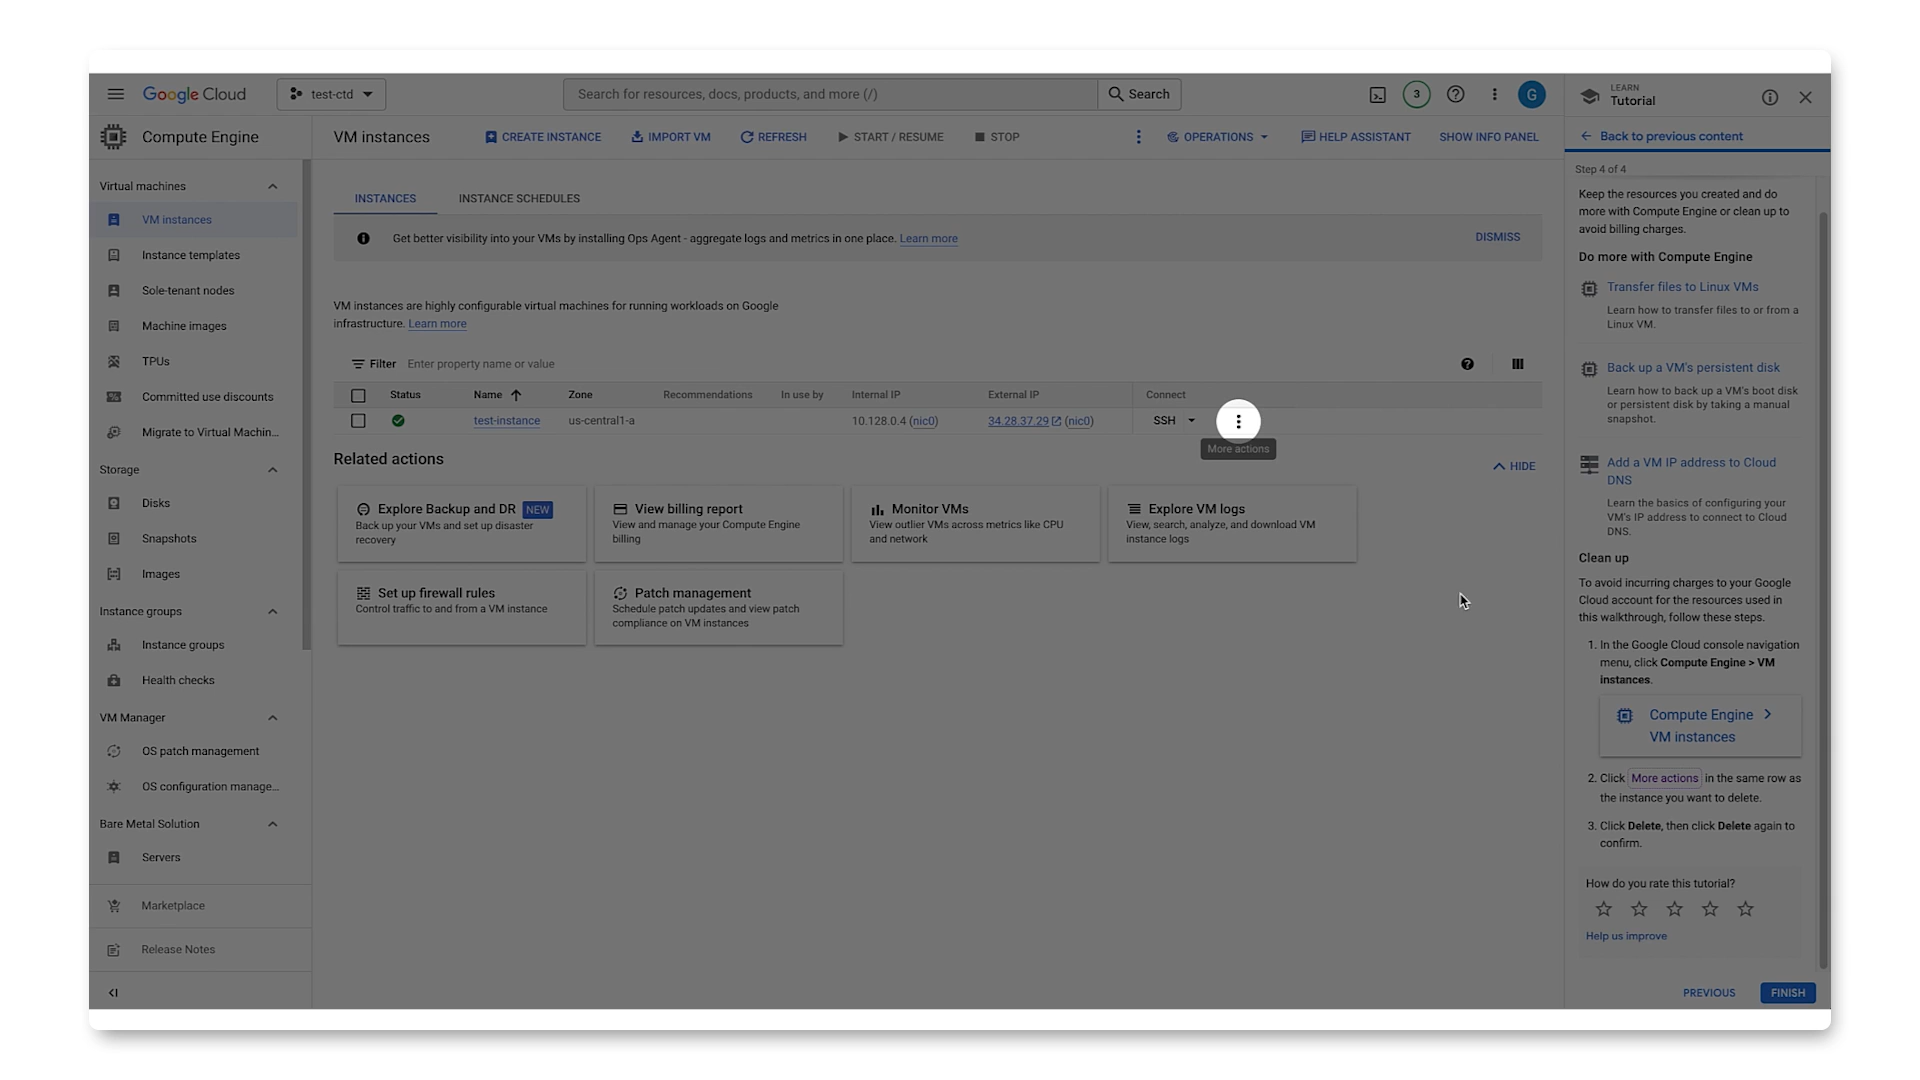 Google Cloud
test-ctd
Search for resources, docs, products, and more (/)
Search
3
G
LEARN
Tutorial
Compute Engine
VM instances
CREATE INSTANCE
IMPORT VM
REFRESH
START / RESUME
STOP
OPERATIONS
HELP ASSISTANT
SHOW INFO PANEL
Back to previous content
Virtual machines
VM instances
Instance templates
Sole-tenant nodes
Machine images
TPUs
Committed use discounts
Migrate to Virtual Machin...
Storage
Disks
Snapshots
Images
Instance groups
Instance groups
Health checks
VM Manager
OS patch management
OS configuration manage...
Bare Metal Solution
Servers
Marketplace
Release Notes
INSTANCES
INSTANCE SCHEDULES
Get better visibility into your VMs by installing Ops Agent - aggregate logs and metrics in one place. Learn more
DISMISS
VM instances are highly configurable virtual machines for running workloads on Google
infrastructure. Learn more
Filter Enter property name or value
Status Name Zone Recommendations In use by Internal IP External IP Connect
test-instance us-central1-a 10.128.0.4 (nic0) 34.28.37.29 (nic0) SSH
More actions
Related actions
HIDE
Explore Backup and DR NEW
Back up your VMs and set up disaster
recovery
View billing report
View and manage your Compute Engine
billing
Monitor VMs
View outlier VMs across metrics like CPU
and network
Explore VM logs
View, search, analyze, and download VM
instance logs
Set up firewall rules
Control traffic to and from a VM instance
Patch management
Schedule patch updates and view patch
compliance on VM instances
Step 4 of 4
Keep the resources you created and do
more with Compute Engine or clean up to
avoid billing charges.
Do more with Compute Engine
Transfer files to Linux VMs
Learn how to transfer files to or from a
Linux VM.
Back up a VM's persistent disk
Learn how to back up a VM's boot disk
or persistent disk by taking a manual
snapshot.
Add a VM IP address to Cloud
DNS
Learn the basics of configuring your
VM's IP address to connect to Cloud
DNS.
Clean up
To avoid incurring charges to your Google
Cloud account for the resources used in
this walkthrough, follow these steps.
1. In the Google Cloud console navigation
menu, click Compute Engine > VM
instances.
Compute Engine
VM instances
2. Click More actions in the same row as
the instance you want to delete.
3. Click Delete, then click Delete again to
confirm.
How do you rate this tutorial?
Help us improve
PREVIOUS
FINISH